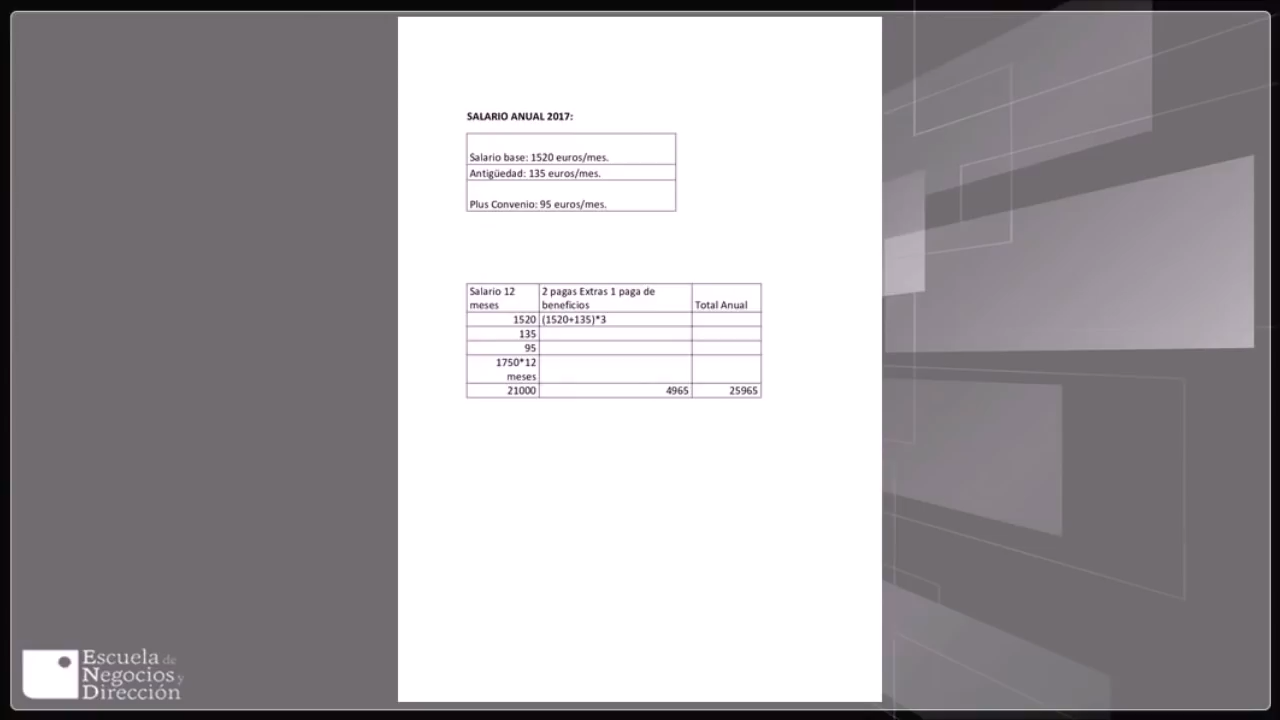 SALARIO ANUAL 2017:
Salario base: 1520 euros/mes.
Antigüedad: 135 euros/mes.
Plus Convenio: 95 euros/mes.
Salario 12 meses
2 pagas Extras 1 paga de beneficios
Total Anual
1520 (1520+135)*3
135
95
1750*12
meses
21000 4965 25965
Escuela de
Negocios y
Dirección